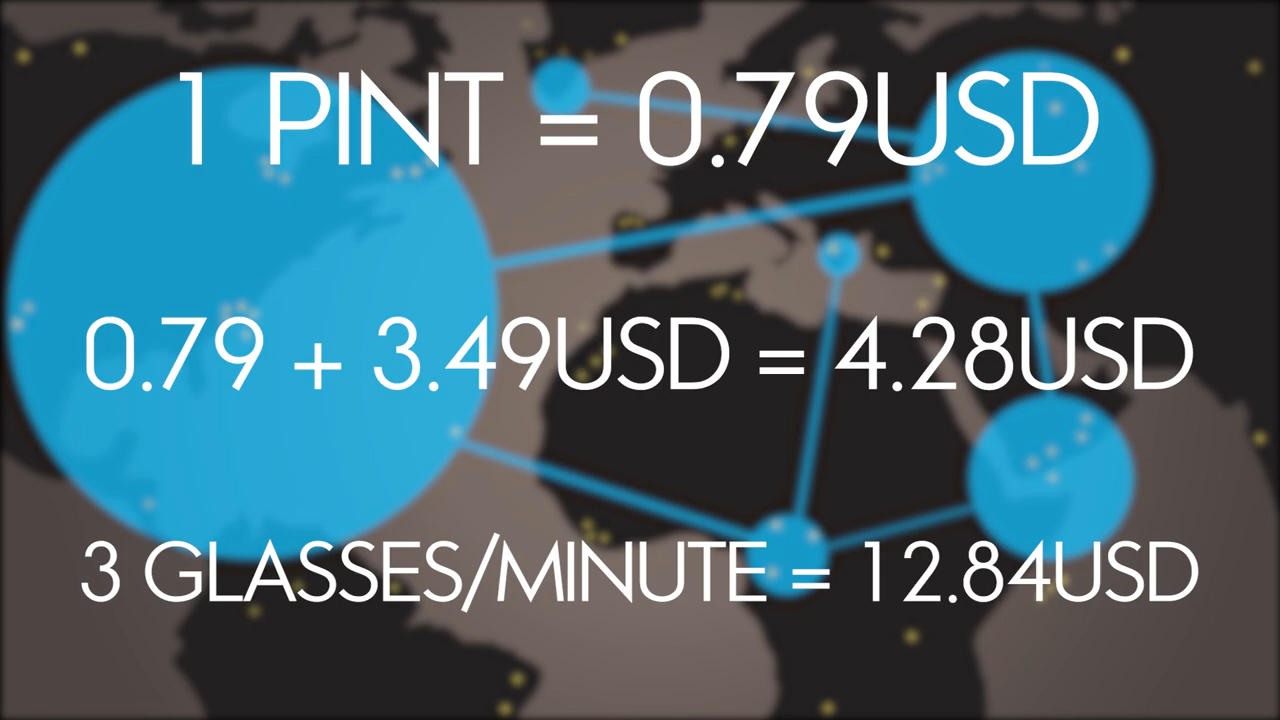 1 PINT = 0.79USD
0.79 + 3.49USD = 4.28USD
3 GLASSES/MINUTE = 12.84USD